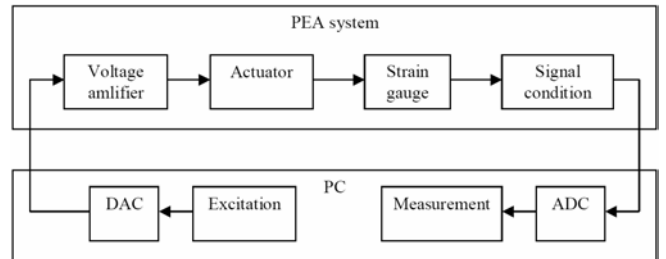 PEA system
Voltage
amlifier
Actuator
Strain
gauge
Signal
condition
PC
DAC
Excitation
Measurement
ADC